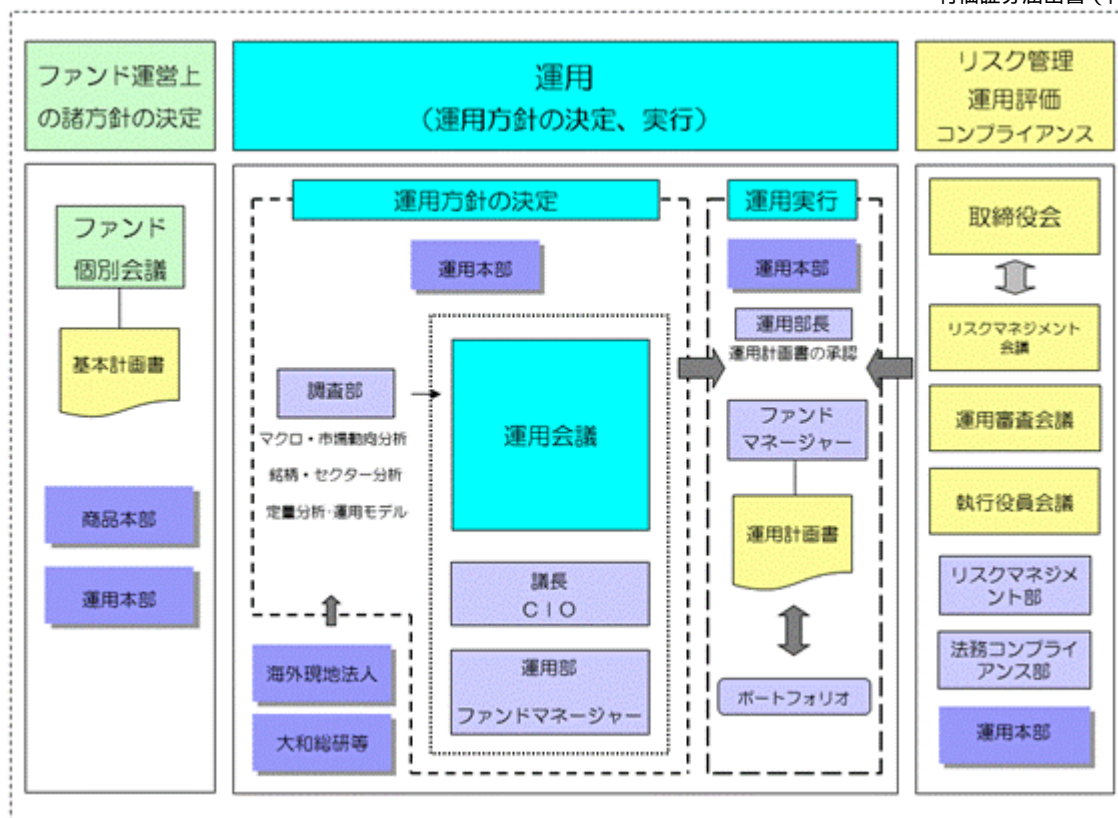 ファンド運営上
の諸方針の決定
運用
（運用方針の決定、実行）
リスク管理
運用評価
コンプライアンス
ファンド
個別会議
基本計画書
商品本部
運用本部
運用方針の決定
運用本部
調査部
マクロ・市場動向分析
銘柄・セクター分析
定量分析・運用モデル
海外現地法人
大和総研等
運用会議
議長
ＣＩＯ
運用部
ファンドマネージャー
運用実行
運用本部
運用部長
運用計画書の承認
ファンド
マネージャー
運用計画書
ポートフォリオ
取締役会
リスクマネジメント
会議
運用審査会議
執行役員会議
リスクマネジメ
ント部
法務コンプライ
アンス部
運用本部